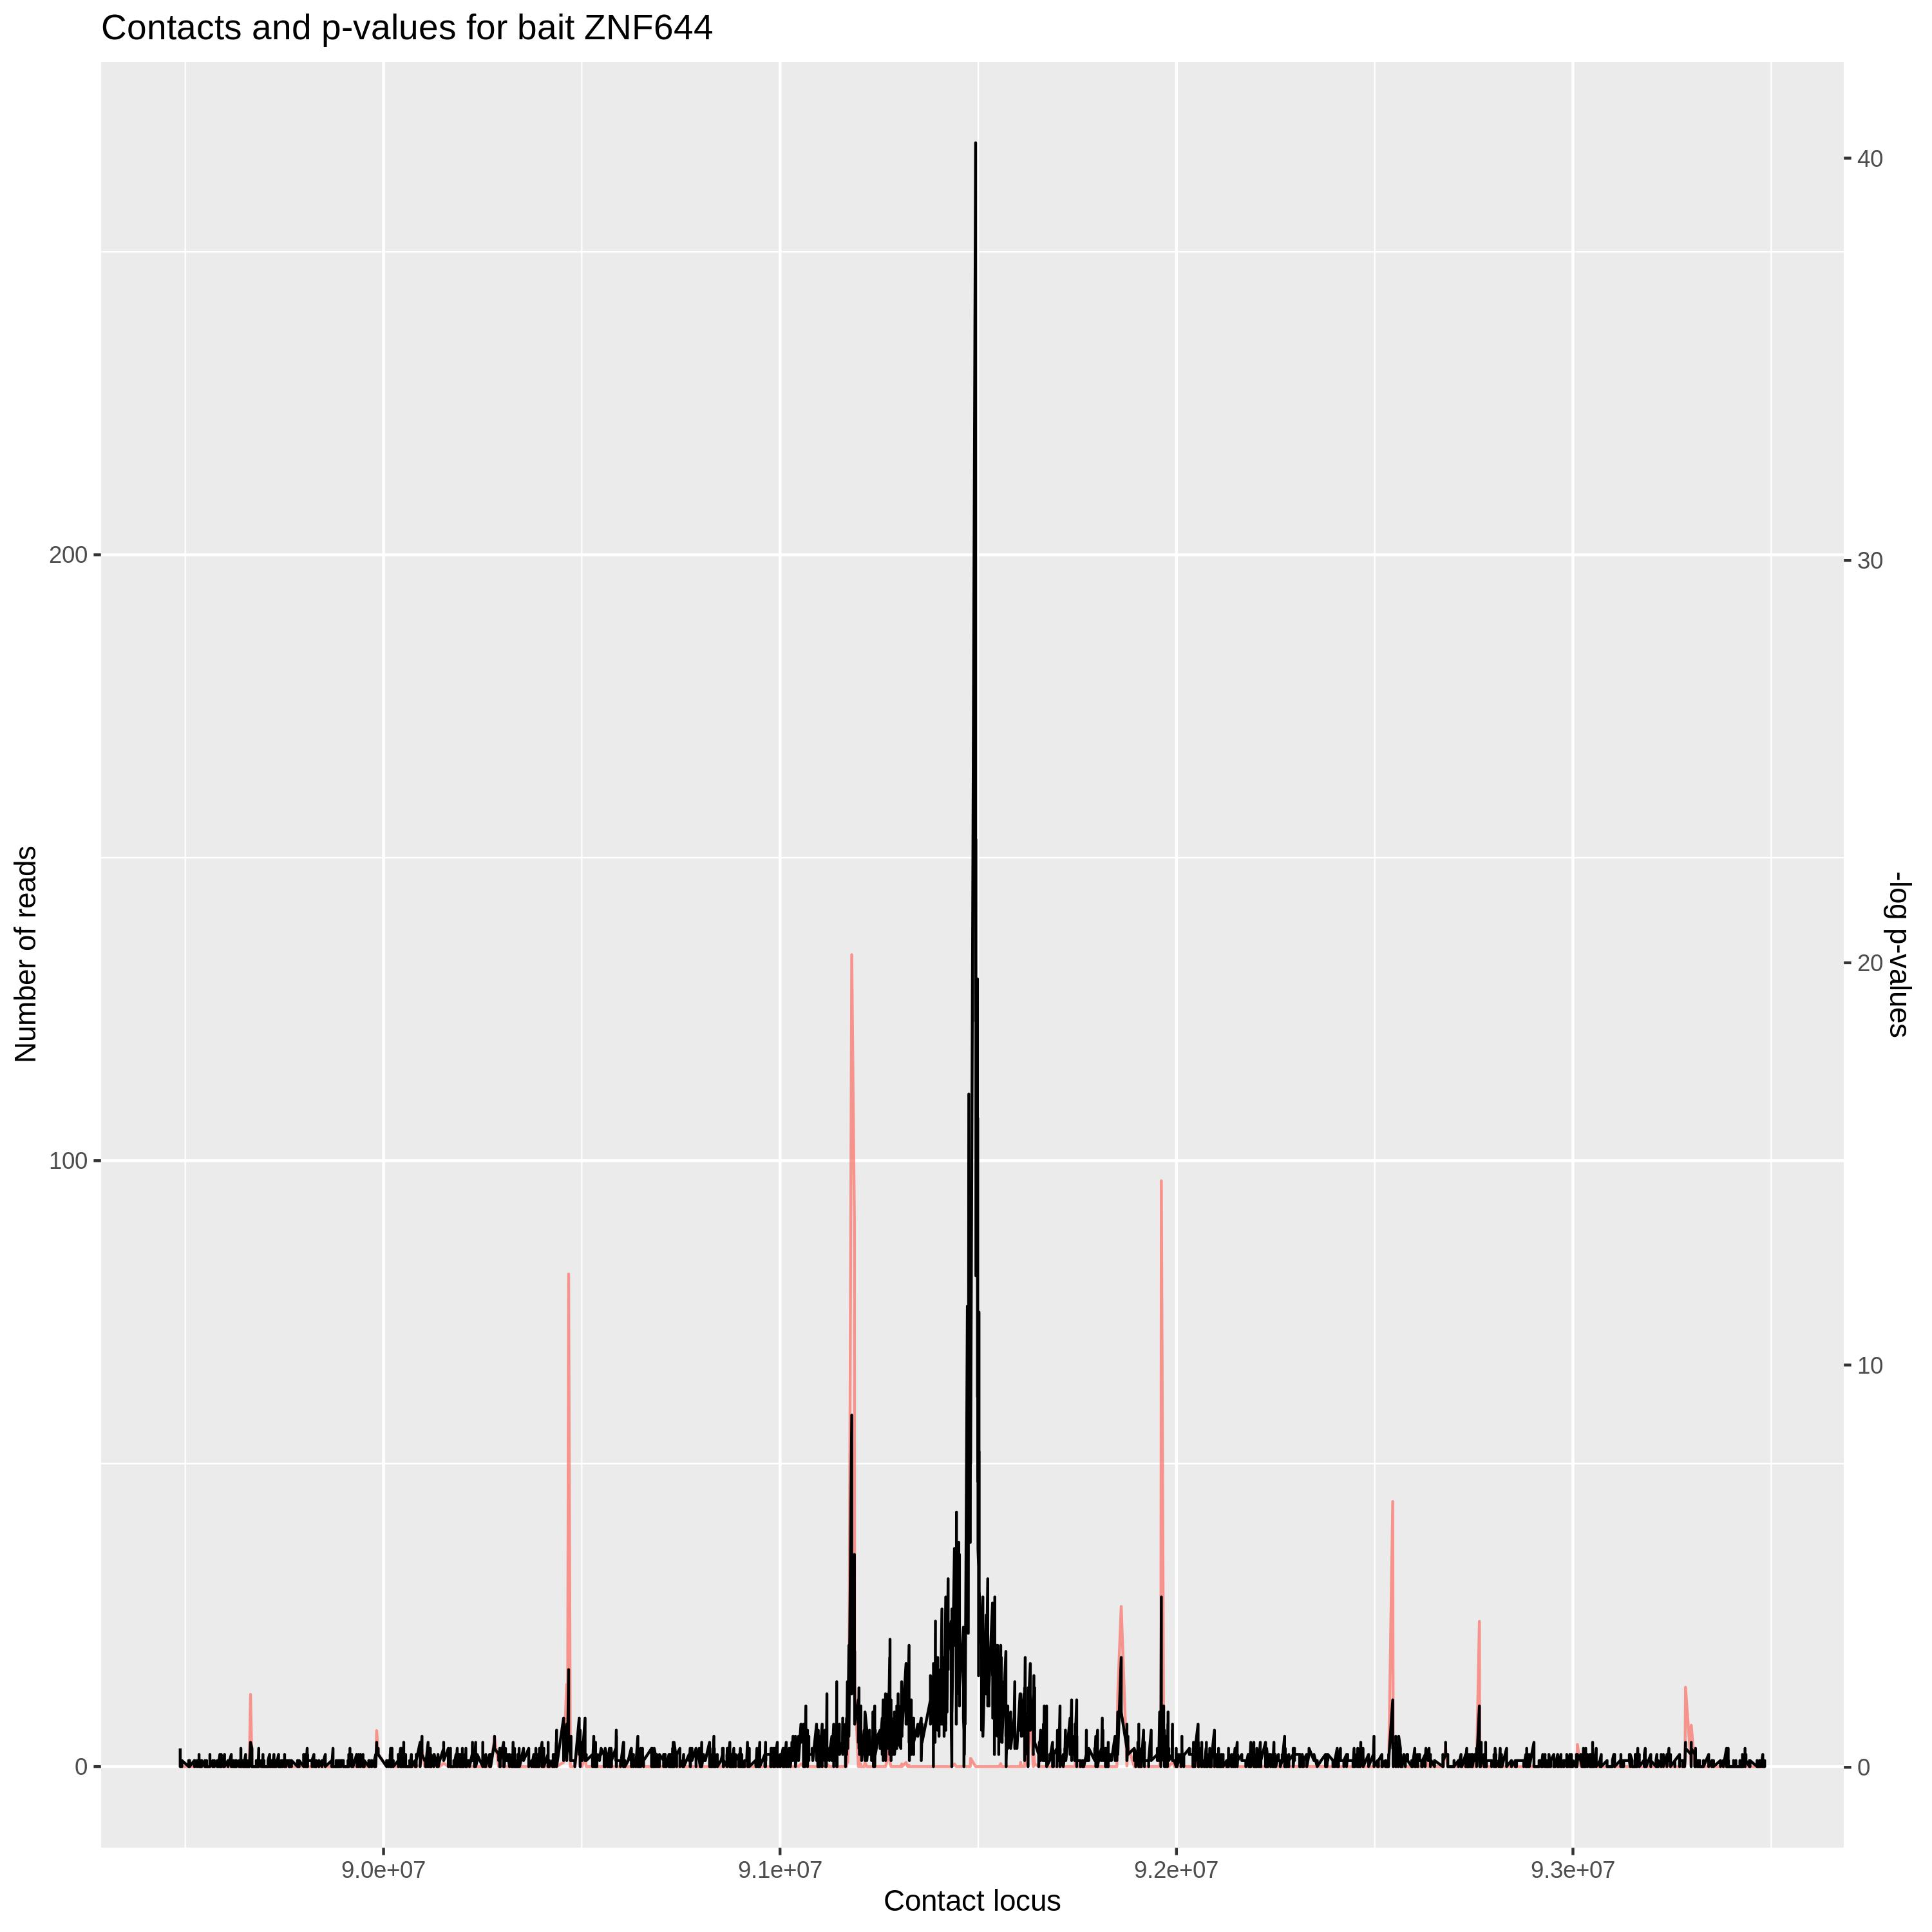 Contacts and p-values for bait ZNF644
Number of reads
200
100
0
40
30
20
10
0
-log p-values
9.0e+07
9.1e+07
9.2e+07
9.3e+07
Contact locus